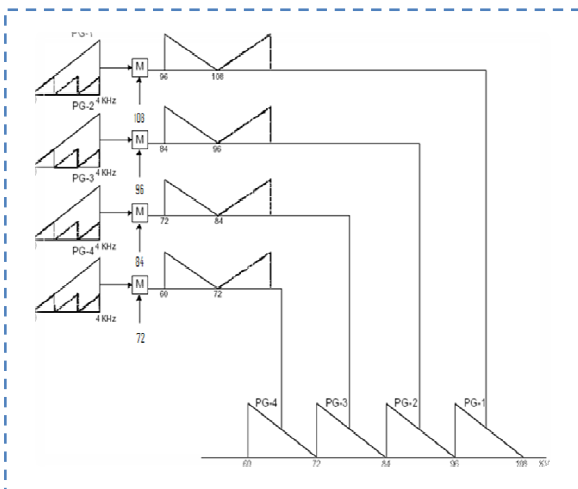 PG-1
M
96 108
PG-2 4 KHz
108
M
84 96
PG-3
96
4 KHz
M
72 84
PG-4
84
4 KHz
M
60 72
4 KHz
72
PG-4 PG-3 PG-2 PG-1
60 72 84 96 108